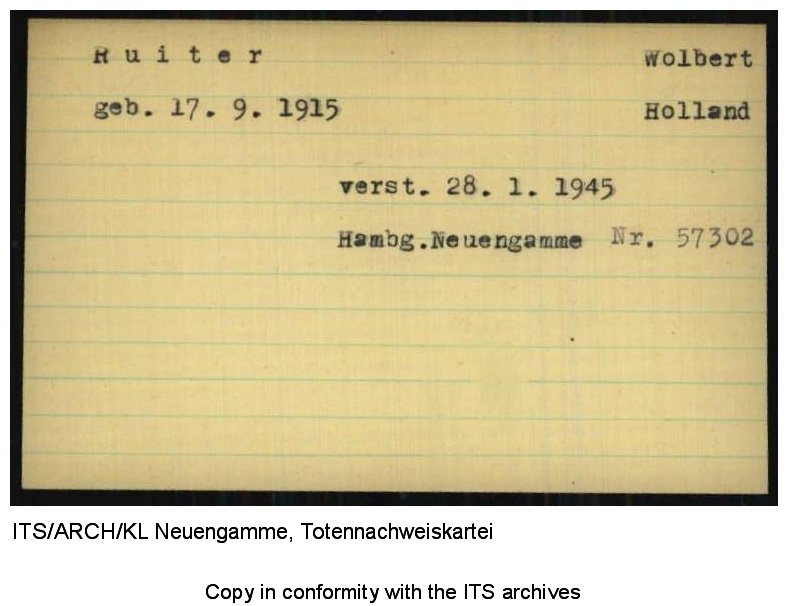 R u i t e r Wolbert
geb. 17. 9. 1915 Holland
verst. 28. 1. 1945
Hambg.Neuengamme Nr. 57302
ITS/ARCH/KL Neuengamme, Totennachweiskartei
Copy in conformity with the ITS archives